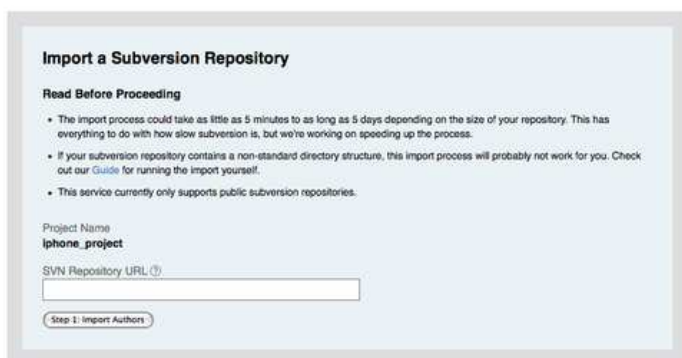 Import a Subversion Repository
Read Before Proceeding
• The import process could take as little as 5 minutes to as long as 5 days depending on the size of your repository. This has
everything to do with how slow subversion is, but we're working on speeding up the process.
• If your subversion repository contains a non-standard directory structure, this import process will probably not work for you. Check
out our Guide for running the import yourself.
• This service currently only supports public subversion repositories.
Project Name
iphone_project
SVN Repository URL (?)
Step 1: Import Authors